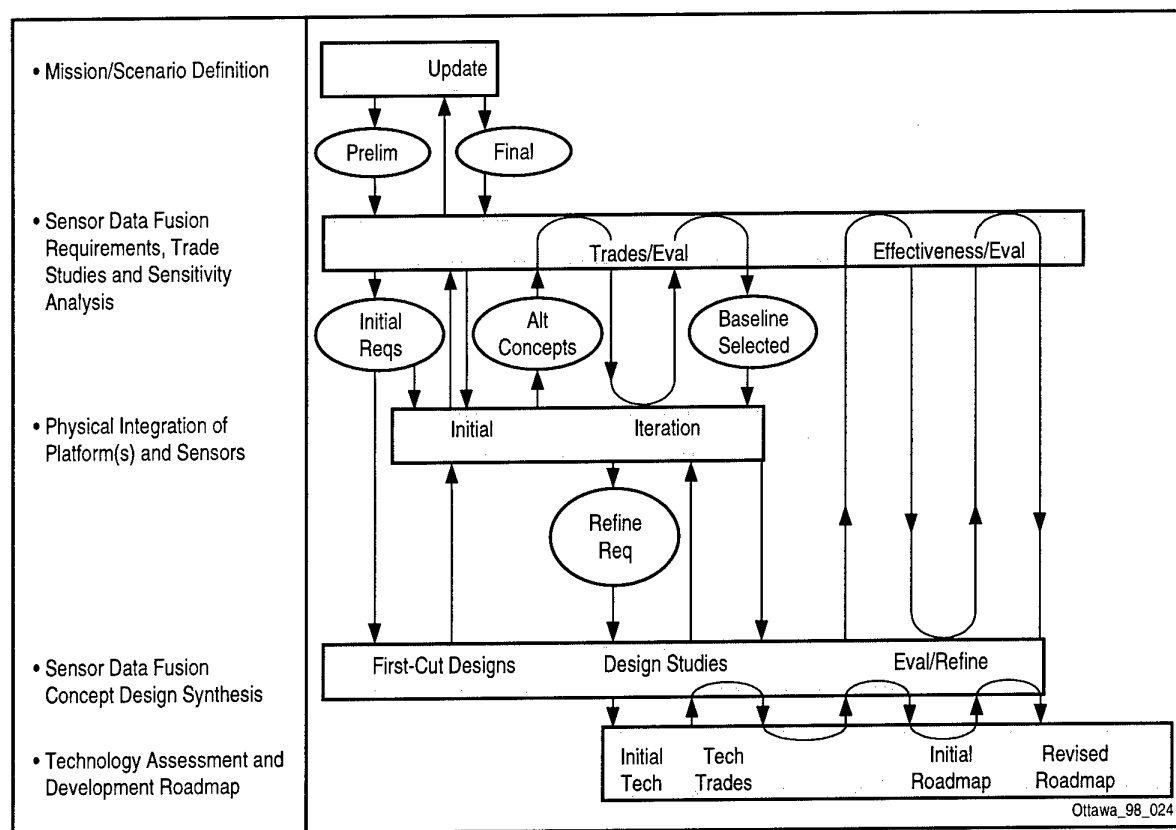 • Mission/Scenario Definition
Update
Prelim
Final
• Sensor Data Fusion
Requirements, Trade
Studies and Sensitivity
Analysis
Trades/Eval
Effectiveness/Eval
Initial
Reqs
Alt
Concepts
Baseline
Selected
• Physical Integration of
Platform(s) and Sensors
Initial
Iteration
Refine
Req
• Sensor Data Fusion
Concept Design Synthesis
First-Cut Designs
Design Studies
Eval/Refine
• Technology Assessment and
Development Roadmap
Initial
Tech
Tech
Trades
Initial
Roadmap
Revised
Roadmap
Ottawa_98_024